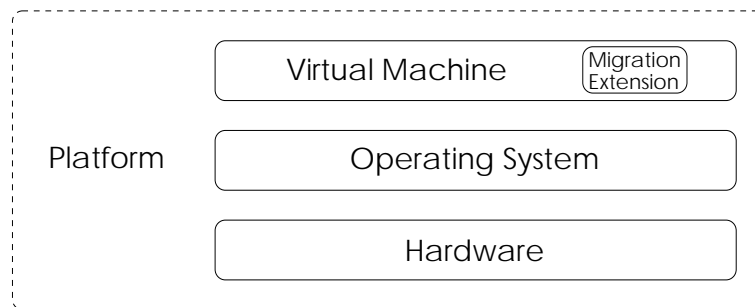 Virtual Machine
Migration
Extension
Platform
Operating System
Hardware